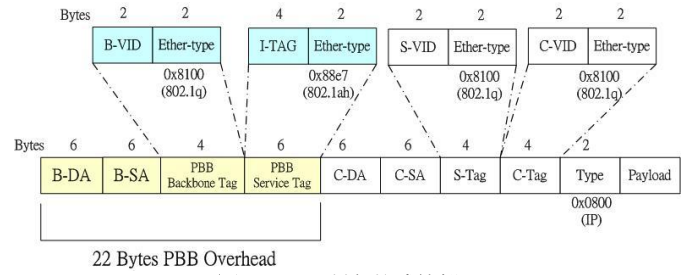 Bytes 2 2 4 2 2 2 2 2
B-VID Ether-type I-TAG Ether-type S-VID Ether-type C-VID Ether-type
0x8100 0x88e7 0x8100 0x8100
(802.1q) (802.1ah) (802.1q) (802.1q)
Bytes 6 6 4 6 6 6 4 4 2
B-DA B-SA PBB Backbone Tag PBB Service Tag C-DA C-SA S-Tag C-Tag Type Payload
0x0800
(IP)
22 Bytes PBB Overhead